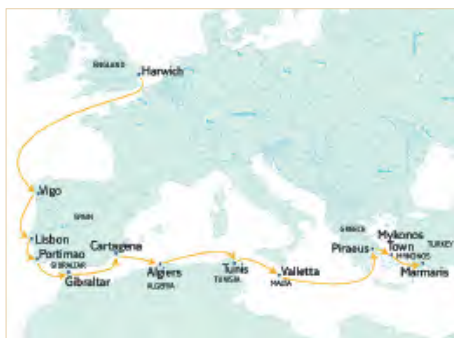 ENGLAND
Harwich
Vigo
SPAIN
Lisbon
Portimao
GIBRALTAR
Gibraltar
Cartagena
Algiers
ALGERIA
Tunis
TUNISIA
Valletta
MALTA
GREECE
Piraeus
Mykonos
Town
MYKONOS
TURKEY
Marmaris